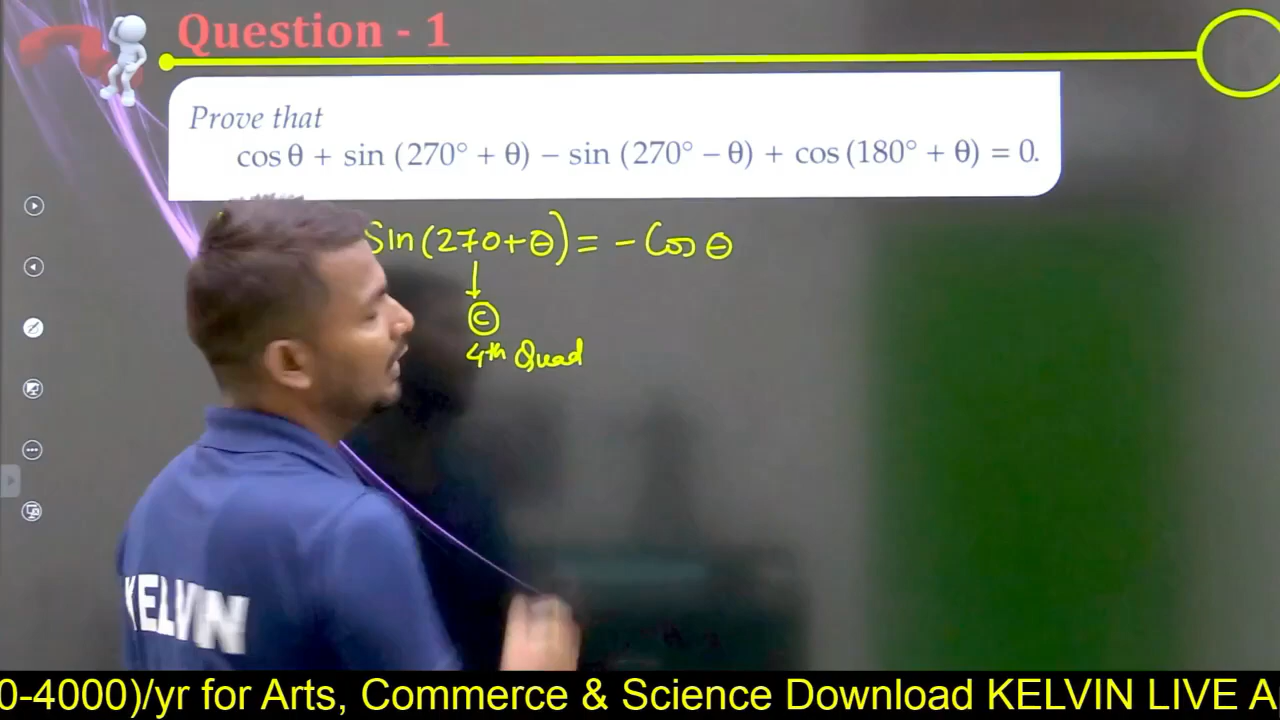 Question - 1
Prove that
cos θ + sin (270° + θ) − sin (270° − θ) + cos (180° + θ) = 0.
Sin(270+θ) = - Cos θ
C
4th Quad
KELVIN
0-4000)/yr for Arts, Commerce & Science Download KELVIN LIVE A